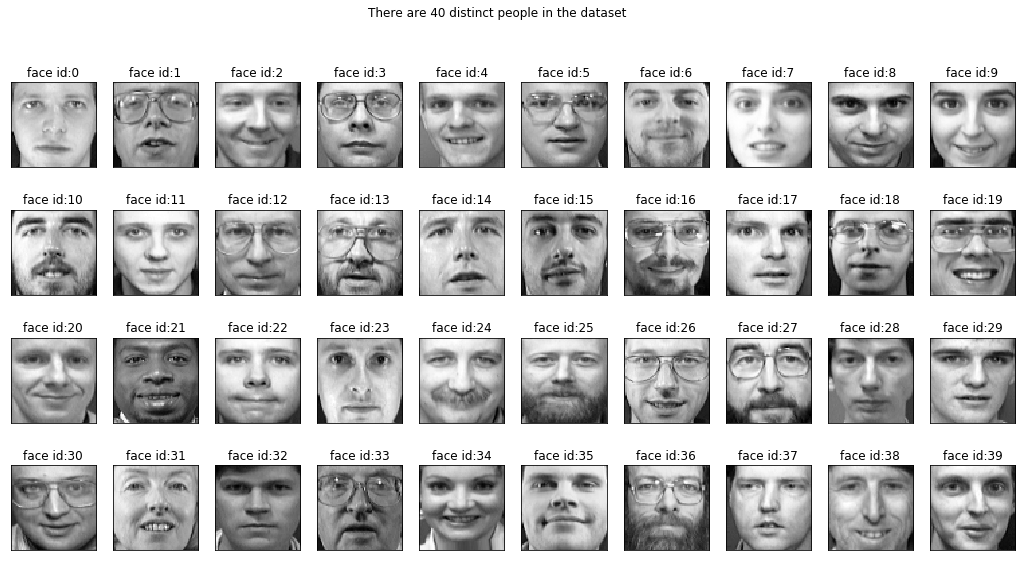 There are 40 distinct people in the dataset
face id:0 face id:1 face id:2 face id:3 face id:4 face id:5 face id:6 face id:7 face id:8 face id:9
face id:10 face id:11 face id:12 face id:13 face id:14 face id:15 face id:16 face id:17 face id:18 face id:19
face id:20 face id:21 face id:22 face id:23 face id:24 face id:25 face id:26 face id:27 face id:28 face id:29
face id:30 face id:31 face id:32 face id:33 face id:34 face id:35 face id:36 face id:37 face id:38 face id:39